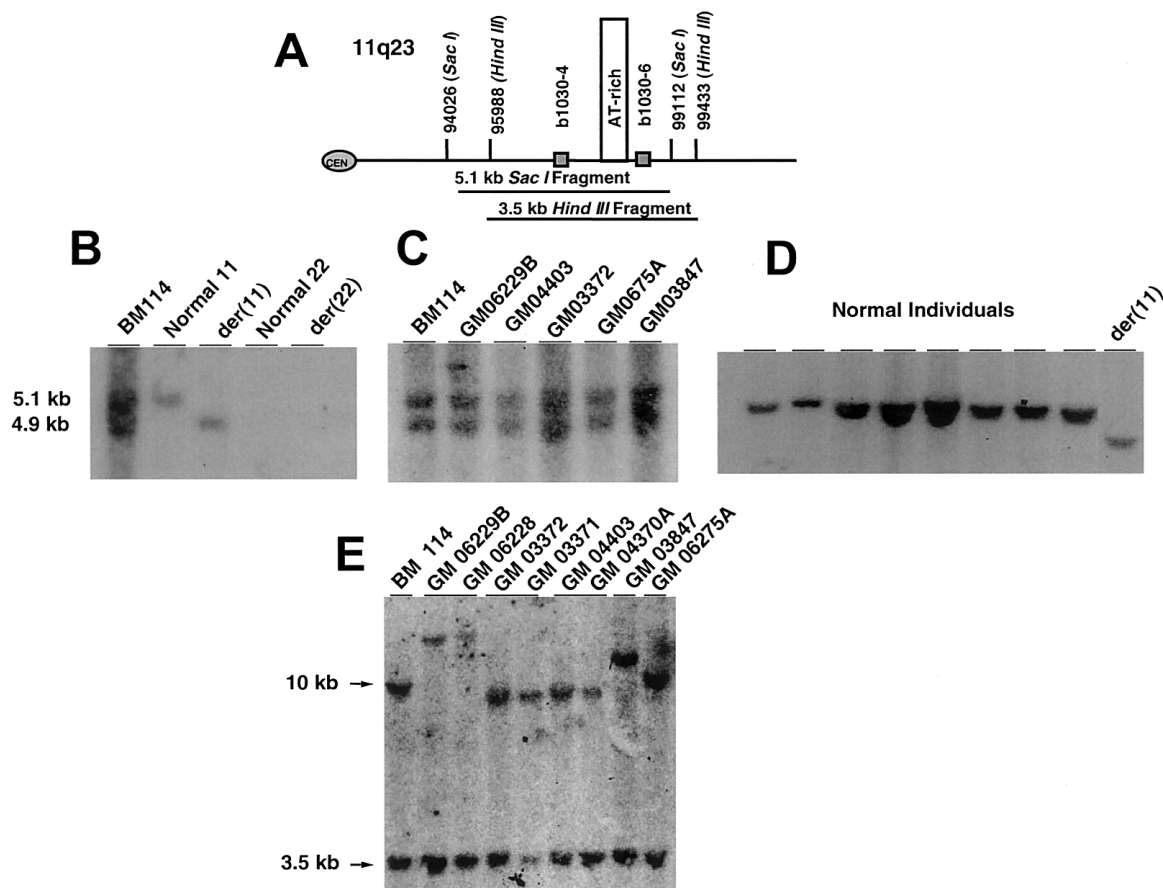 A
11q23
94026 (Sac I)
95988 (Hind III)
b1030-4
AT-rich
b1030-6
99112 (Sac I)
99433 (Hind III)
CEN
5.1 kb Sac I Fragment
3.5 kb Hind III Fragment
B
BM114
Normal 11
der(11)
Normal 22
der(22)
5.1 kb
4.9 kb
C
BM114
GM06229B
GM04403
GM03372
GM0675A
GM03847
D
Normal Individuals
der(11)
E
BM 114
GM 06229B
GM 06228
GM 03372
GM 03371
GM 04403
GM 04370A
GM 03847
GM 06275A
10 kb
3.5 kb